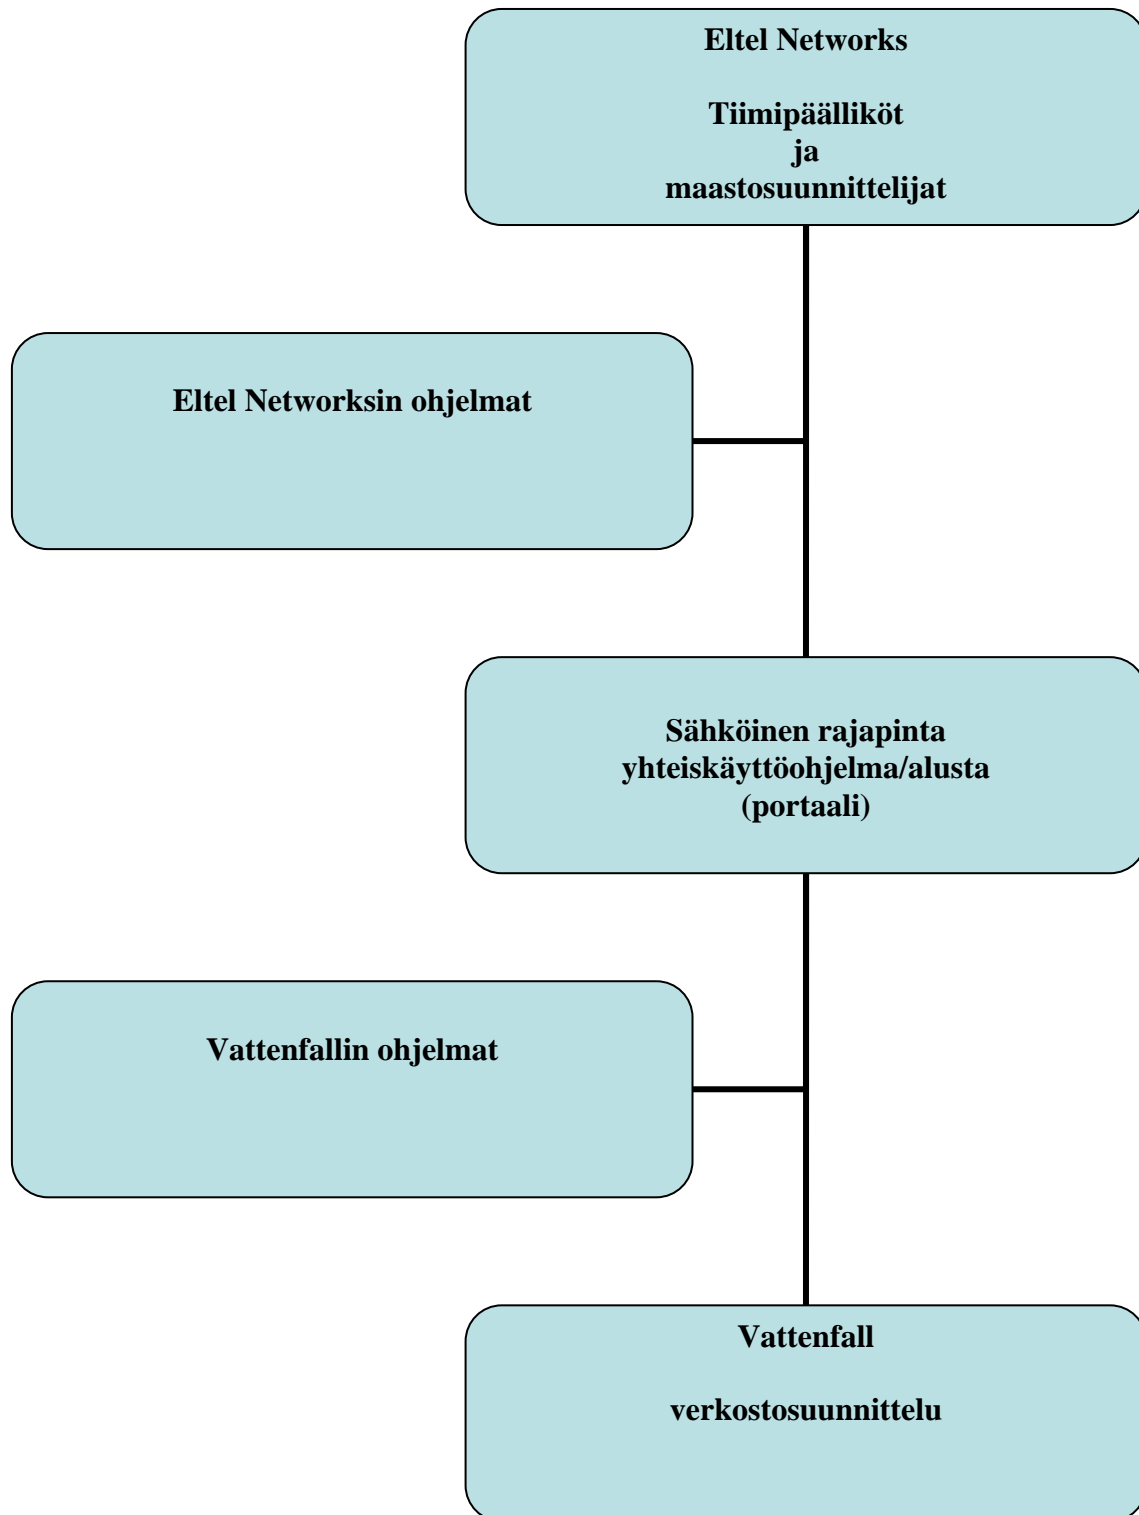 Eltel Networks
Tiimipäälliköt
ja
maastosuunnittelijat
Eltel Networksin ohjelmat
Sähköinen rajapinta
yhteiskäyttöohjelma/alusta
(portaali)
Vattenfallin ohjelmat
Vattenfall
verkostosuunnittelu